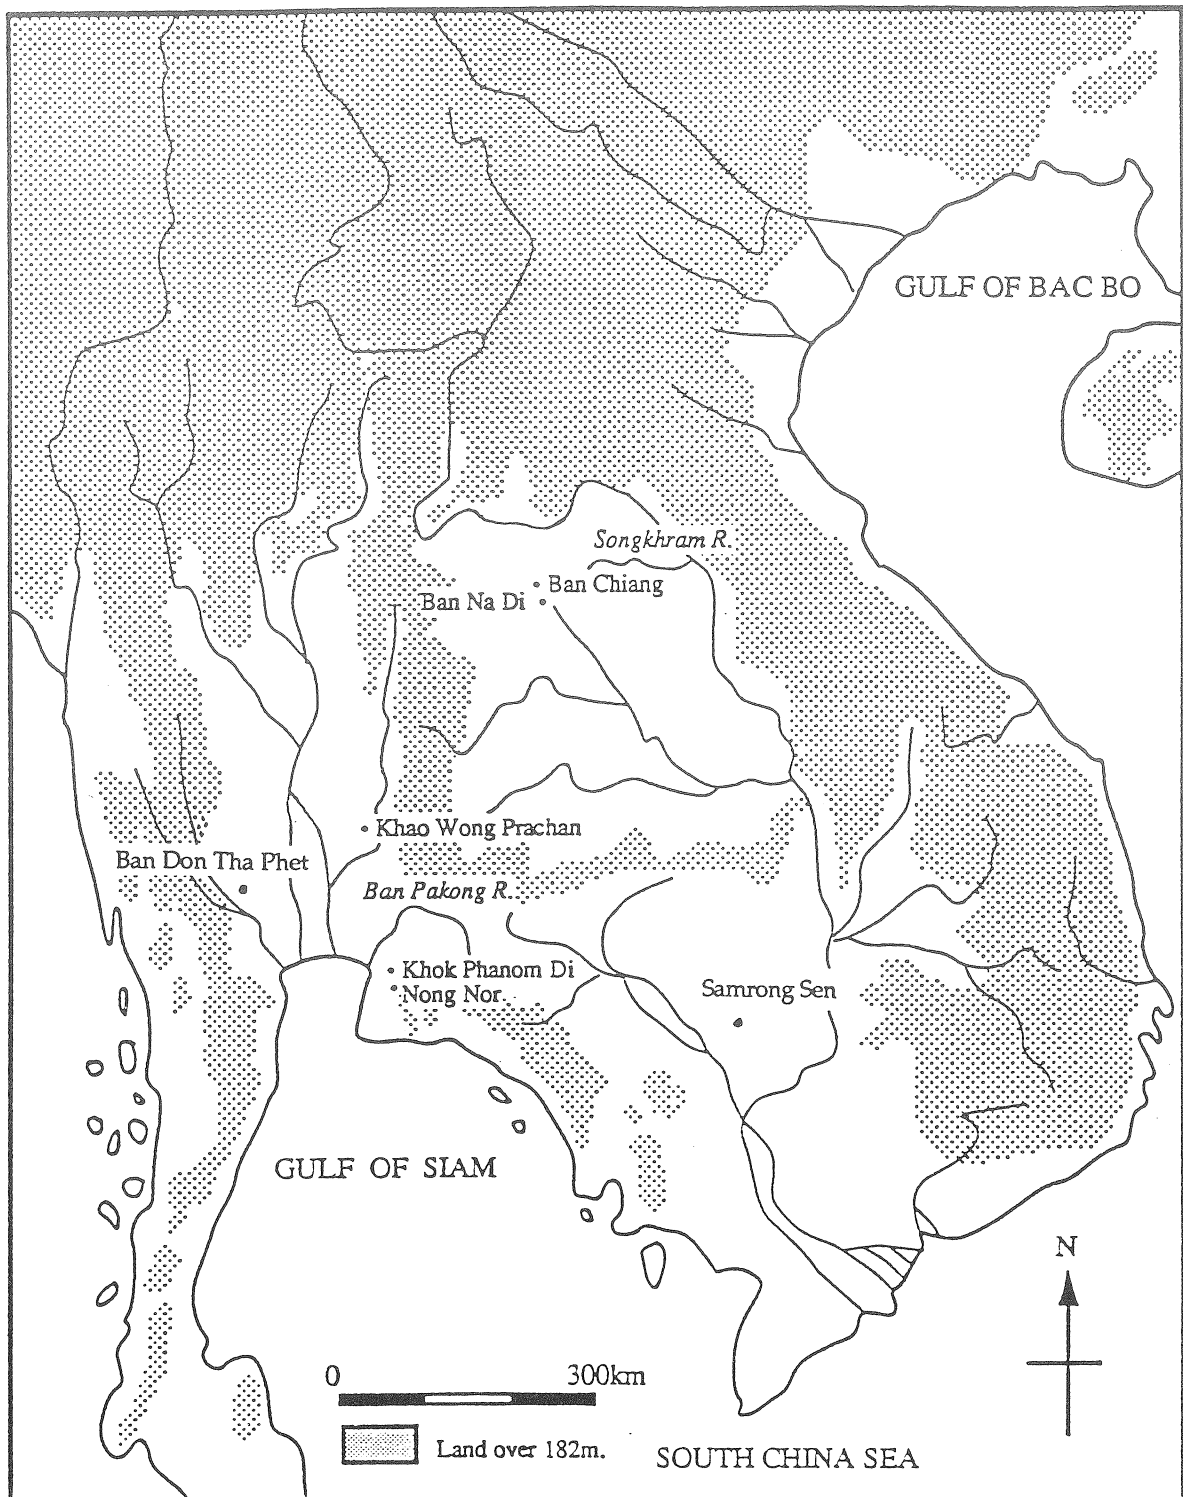 GULF OF BAC BO
Songkhram R.
Ban Chiang
Ban Na Di
Khao Wong Prachan
Ban Don Tha Phet
Ban Pakong R.
Khok Phanom Di
Nong Nor.
Samrong Sen
GULF OF SIAM
N
0 300km
Land over 182m.
SOUTH CHINA SEA